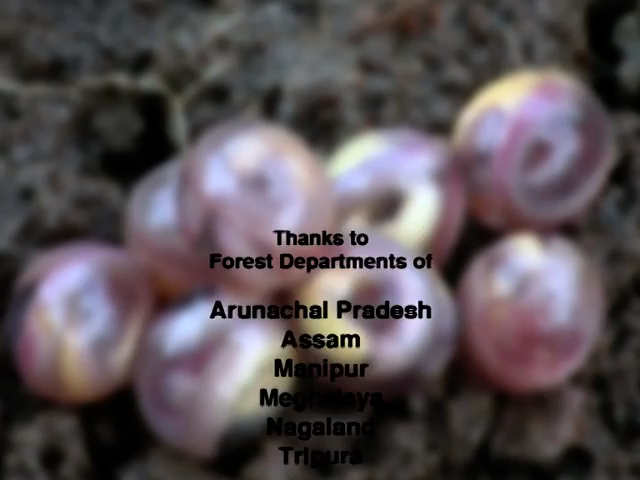 Thanks to
Forest Departments of
Arunachal Pradesh
Assam
Manipur
Meghalaya
Nagaland
Tripura